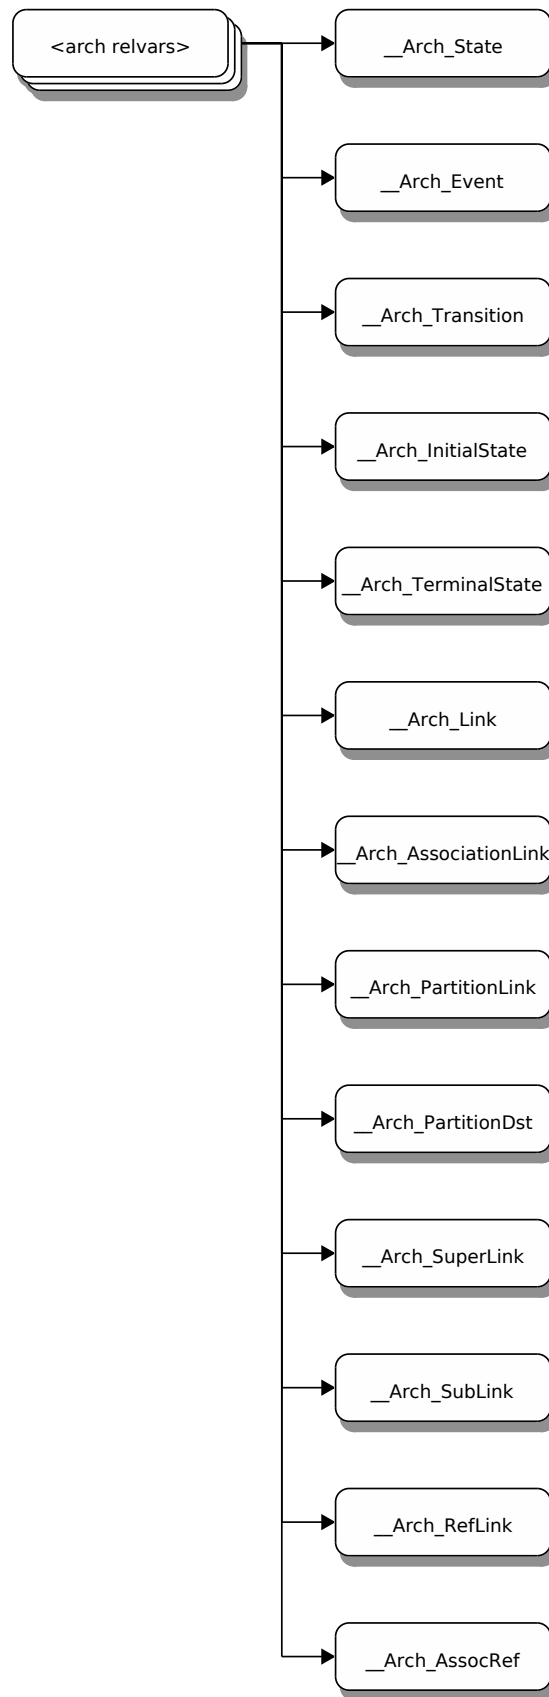 <arch relvars>
__Arch_State
__Arch_Event
__Arch_Transition
__Arch_InitialState
__Arch_TerminalState
__Arch_Link
__Arch_AssociationLink
__Arch_PartitionLink
__Arch_PartitionDst
__Arch_SuperLink
__Arch_SubLink
__Arch_RefLink
__Arch_AssocRef